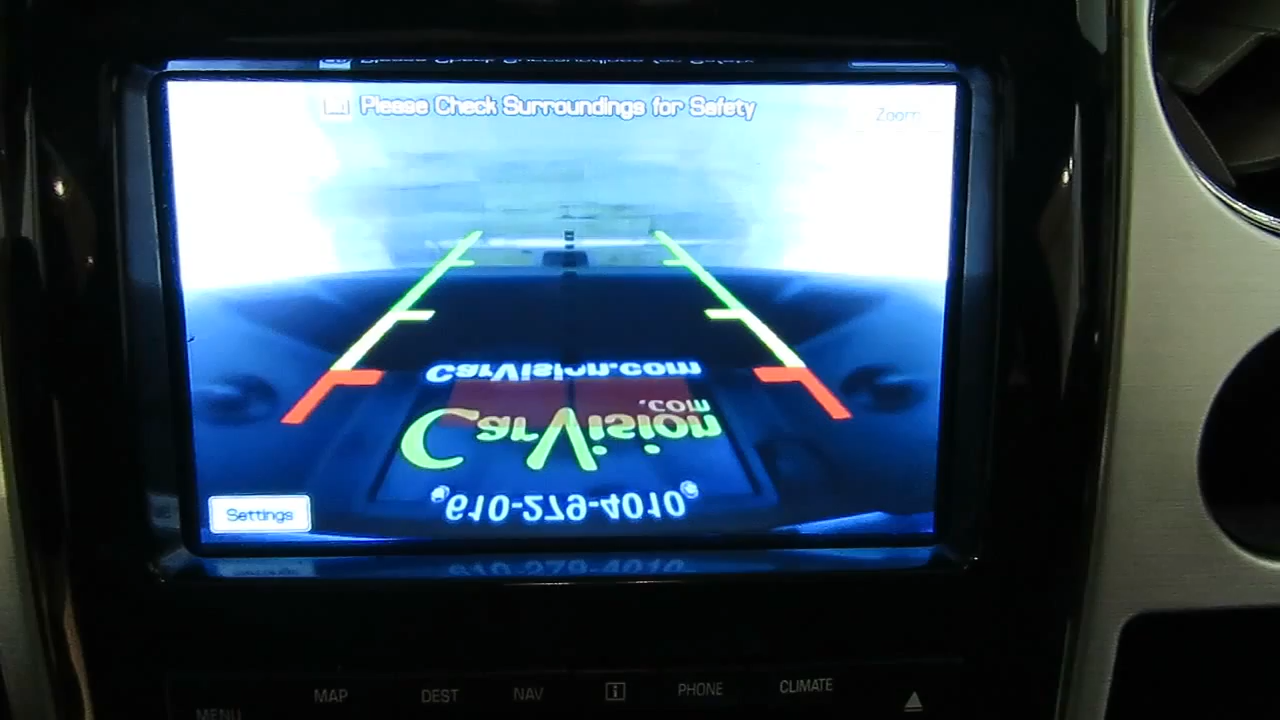 Please Check Surroundings for Safety
Zoom
CarVision.com
.com
CarVision
610-279-4010
Settings
MENU
MAP
DEST
NAV
i
PHONE
CLIMATE